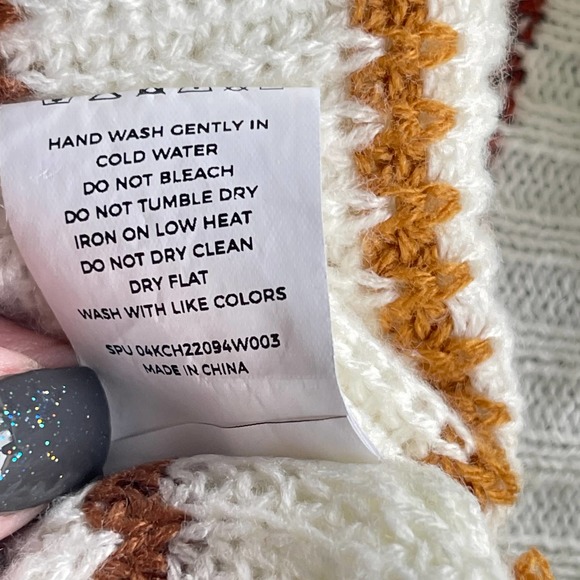 HAND WASH GENTLY IN
COLD WATER
DO NOT BLEACH
DO NOT TUMBLE DRY
IRON ON LOW HEAT
DO NOT DRY CLEAN
DRY FLAT
WASH WITH LIKE COLORS
SPU 04KCH22094W003
MADE IN CHINA